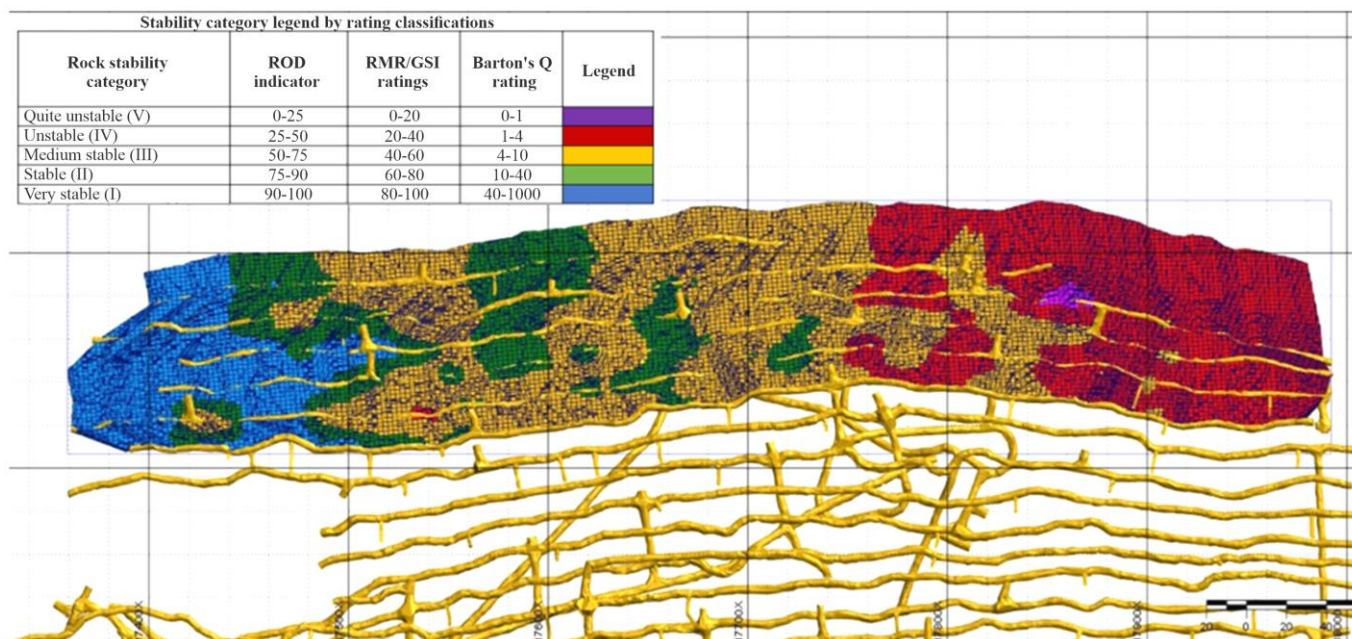 Stability category legend by rating classifications
Rock stability category ROD indicator RMR/GSI ratings Barton's Q rating Legend
Quite unstable (V) 0-25 0-20 0-1
Unstable (IV) 25-50 20-40 1-4
Medium stable (III) 50-75 40-60 4-10
Stable (II) 75-90 60-80 10-40
Very stable (I) 90-100 80-100 40-1000
20 0 20